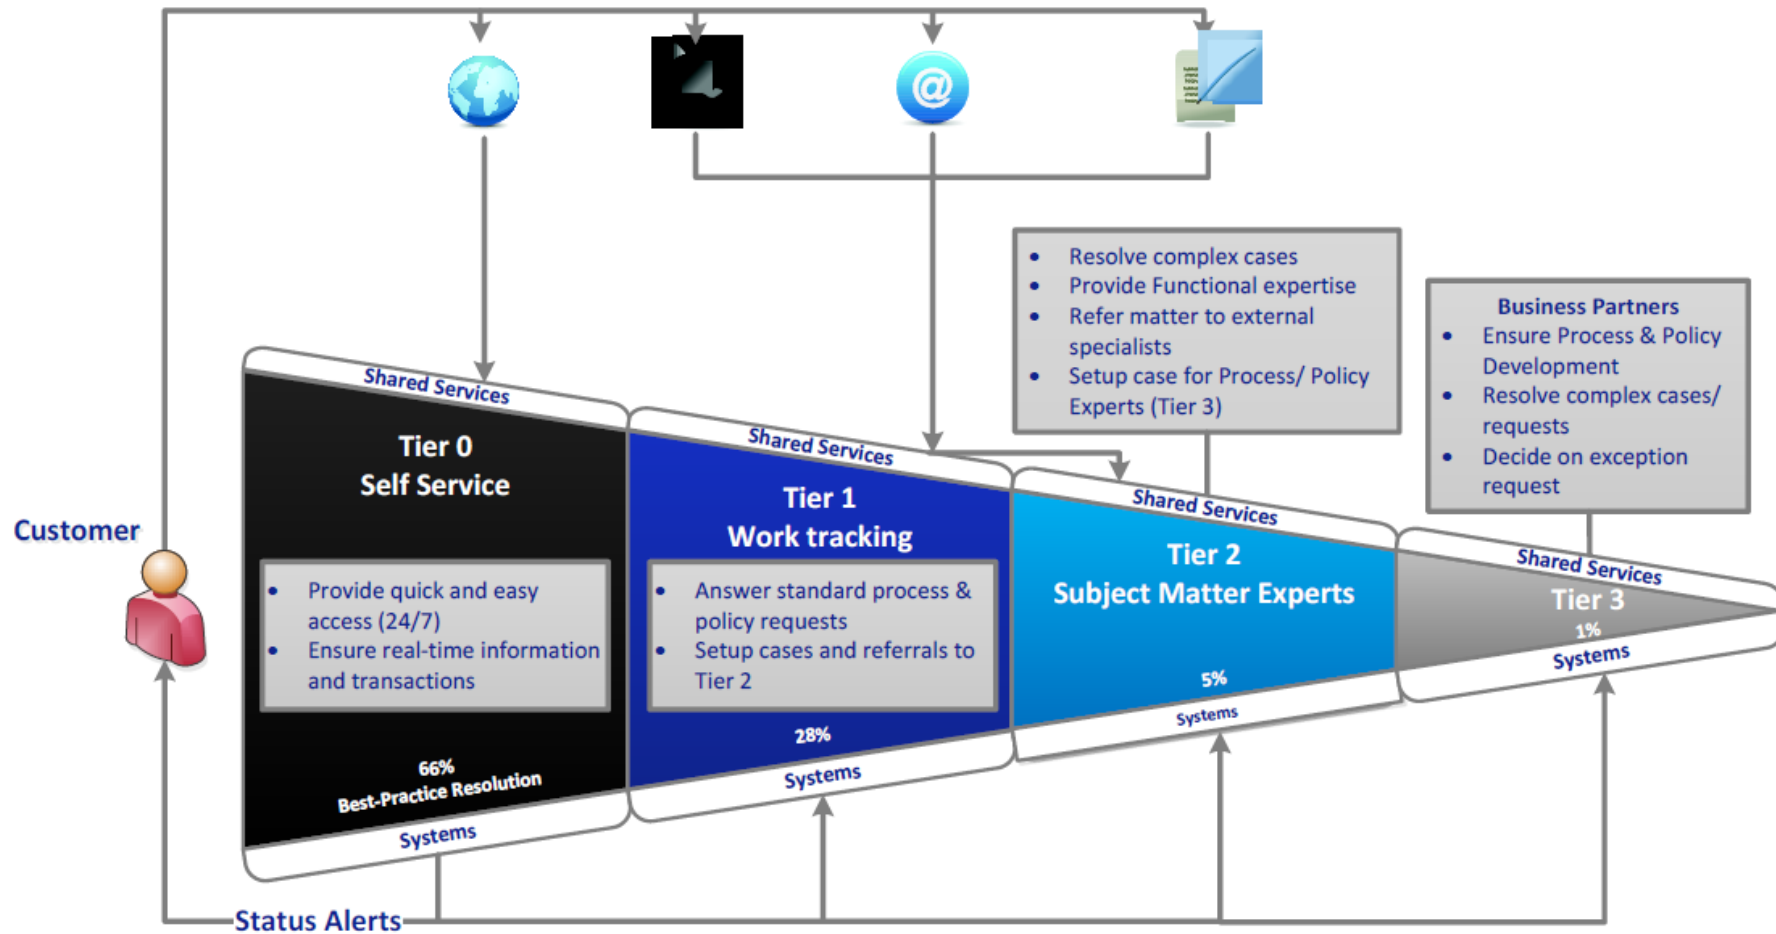 @
• Resolve complex cases
• Provide Functional expertise
• Refer matter to external
specialists
• Setup case for Process/ Policy
Experts (Tier 3)
Business Partners
• Ensure Process & Policy
Development
• Resolve complex cases/
requests
• Decide on exception
request
Customer
Shared Services
Tier 0
Self Service
• Provide quick and easy
access (24/7)
• Ensure real-time information
and transactions
66%
Best-Practice Resolution
Systems
Shared Services
Tier 1
Work tracking
• Answer standard process &
policy requests
• Setup cases and referrals to
Tier 2
28%
Systems
Shared Services
Tier 2
Subject Matter Experts
5%
Systems
Shared Services
Tier 3
1%
Systems
Status Alerts